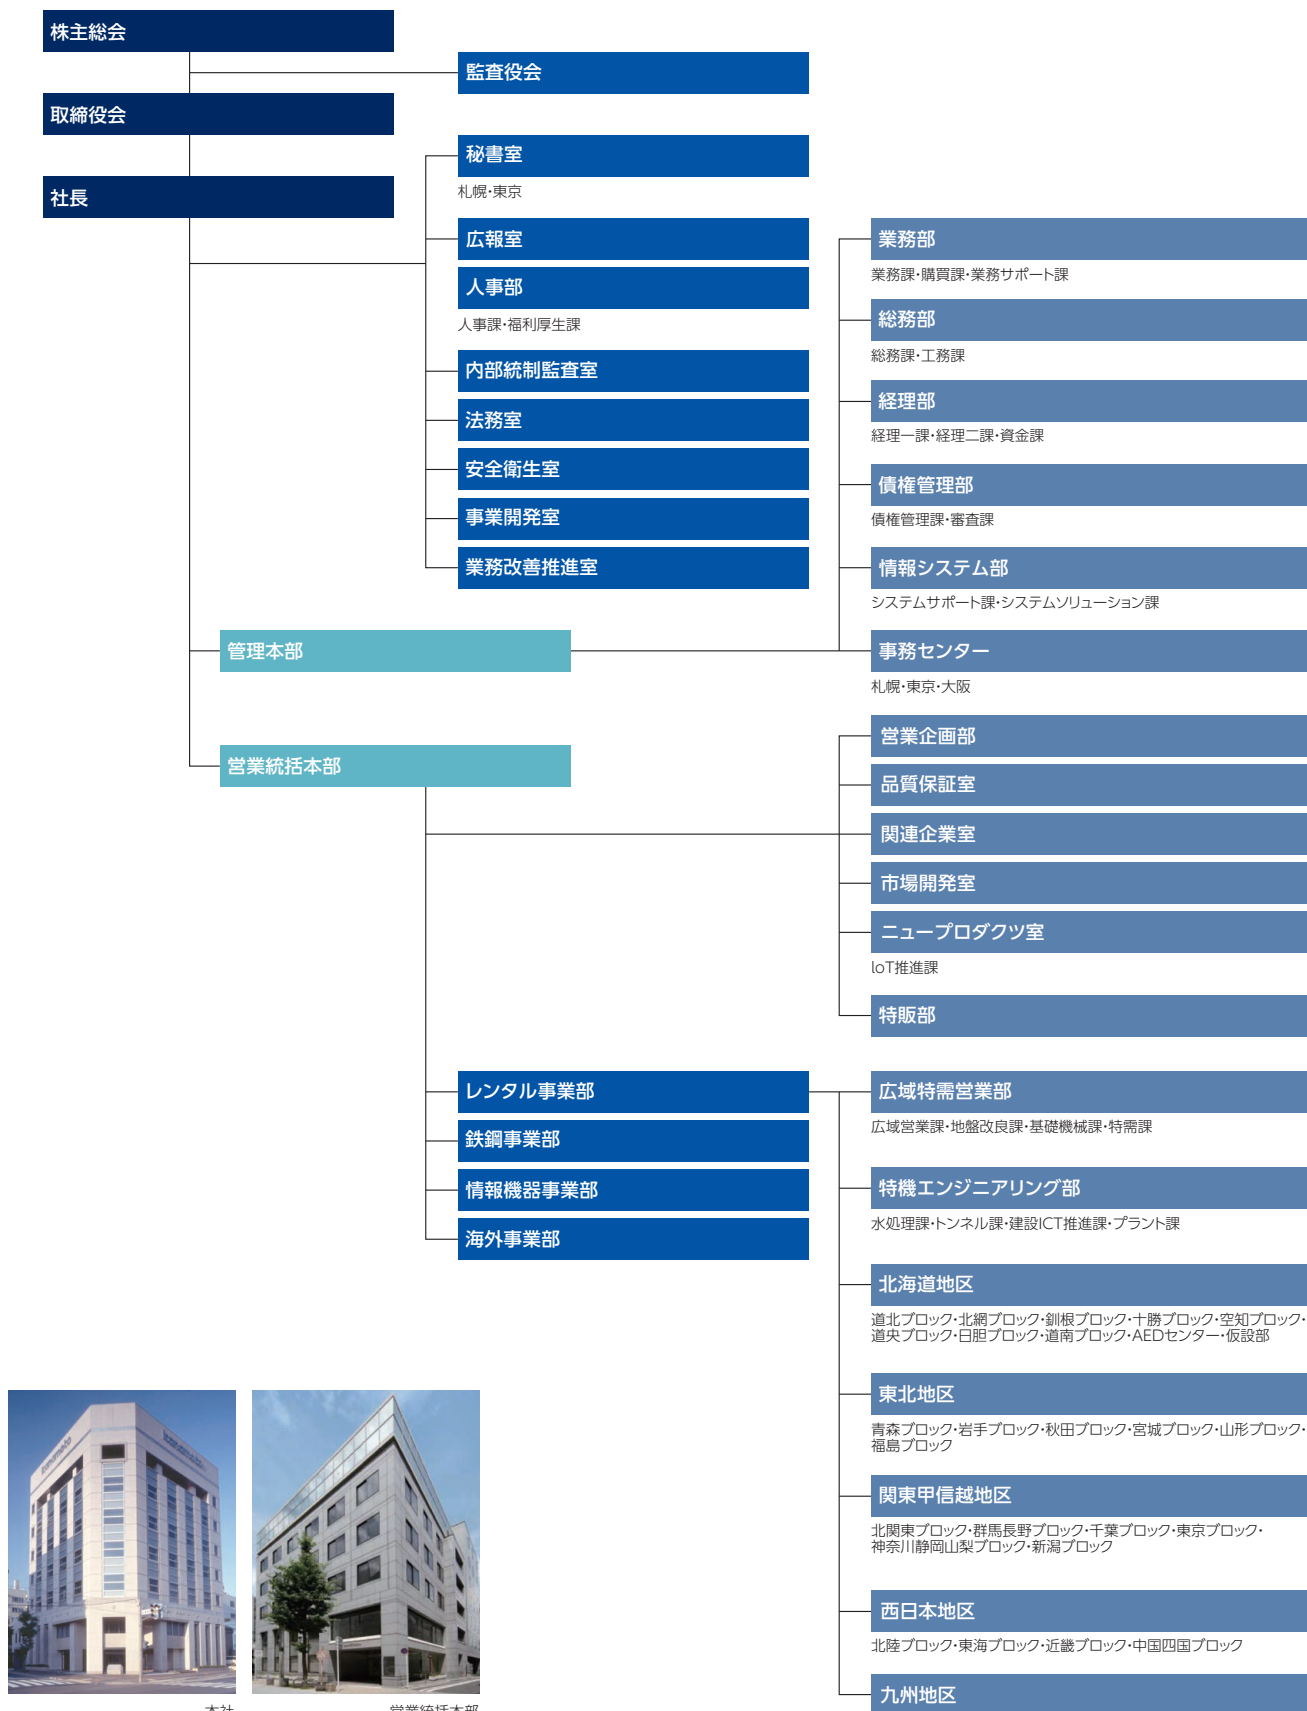 株主総会
監査役会
取締役会
社長
秘書室
札幌・東京
広報室
人事部
人事課・福利厚生課
内部統制監査室
法務室
安全衛生室
事業開発室
業務改善推進室
管理本部
業務部
業務課・購買課・業務サポート課
総務部
総務課・工務課
経理部
経理一課・経理二課・資金課
債権管理部
債権管理課・審査課
情報システム部
システムサポート課・システムソリューション課
事務センター
札幌・東京・大阪
営業統括本部
営業企画部
品質保証室
関連企業室
市場開発室
ニュープロダクツ室
IoT推進課
特販部
レンタル事業部
鉄鋼事業部
情報機器事業部
海外事業部
広域特需営業部
広域営業課・地盤改良課・基礎機械課・特需課
特機エンジニアリング部
水処理課・トンネル課・建設ICT推進課・プラント課
北海道地区
道北ブロック・北網ブロック・釧根ブロック・十勝ブロック・空知ブロック・
道央ブロック・日胆ブロック・道南ブロック・AEDセンター・仮設部
東北地区
青森ブロック・岩手ブロック・秋田ブロック・宮城ブロック・山形ブロック・
福島ブロック
関東甲信越地区
北関東ブロック・群馬長野ブロック・千葉ブロック・東京ブロック・
神奈川静岡山梨ブロック・新潟ブロック
西日本地区
北陸ブロック・東海ブロック・近畿ブロック・中国四国ブロック
九州地区
kanamoto
kanamoto
本社
営業統括本部